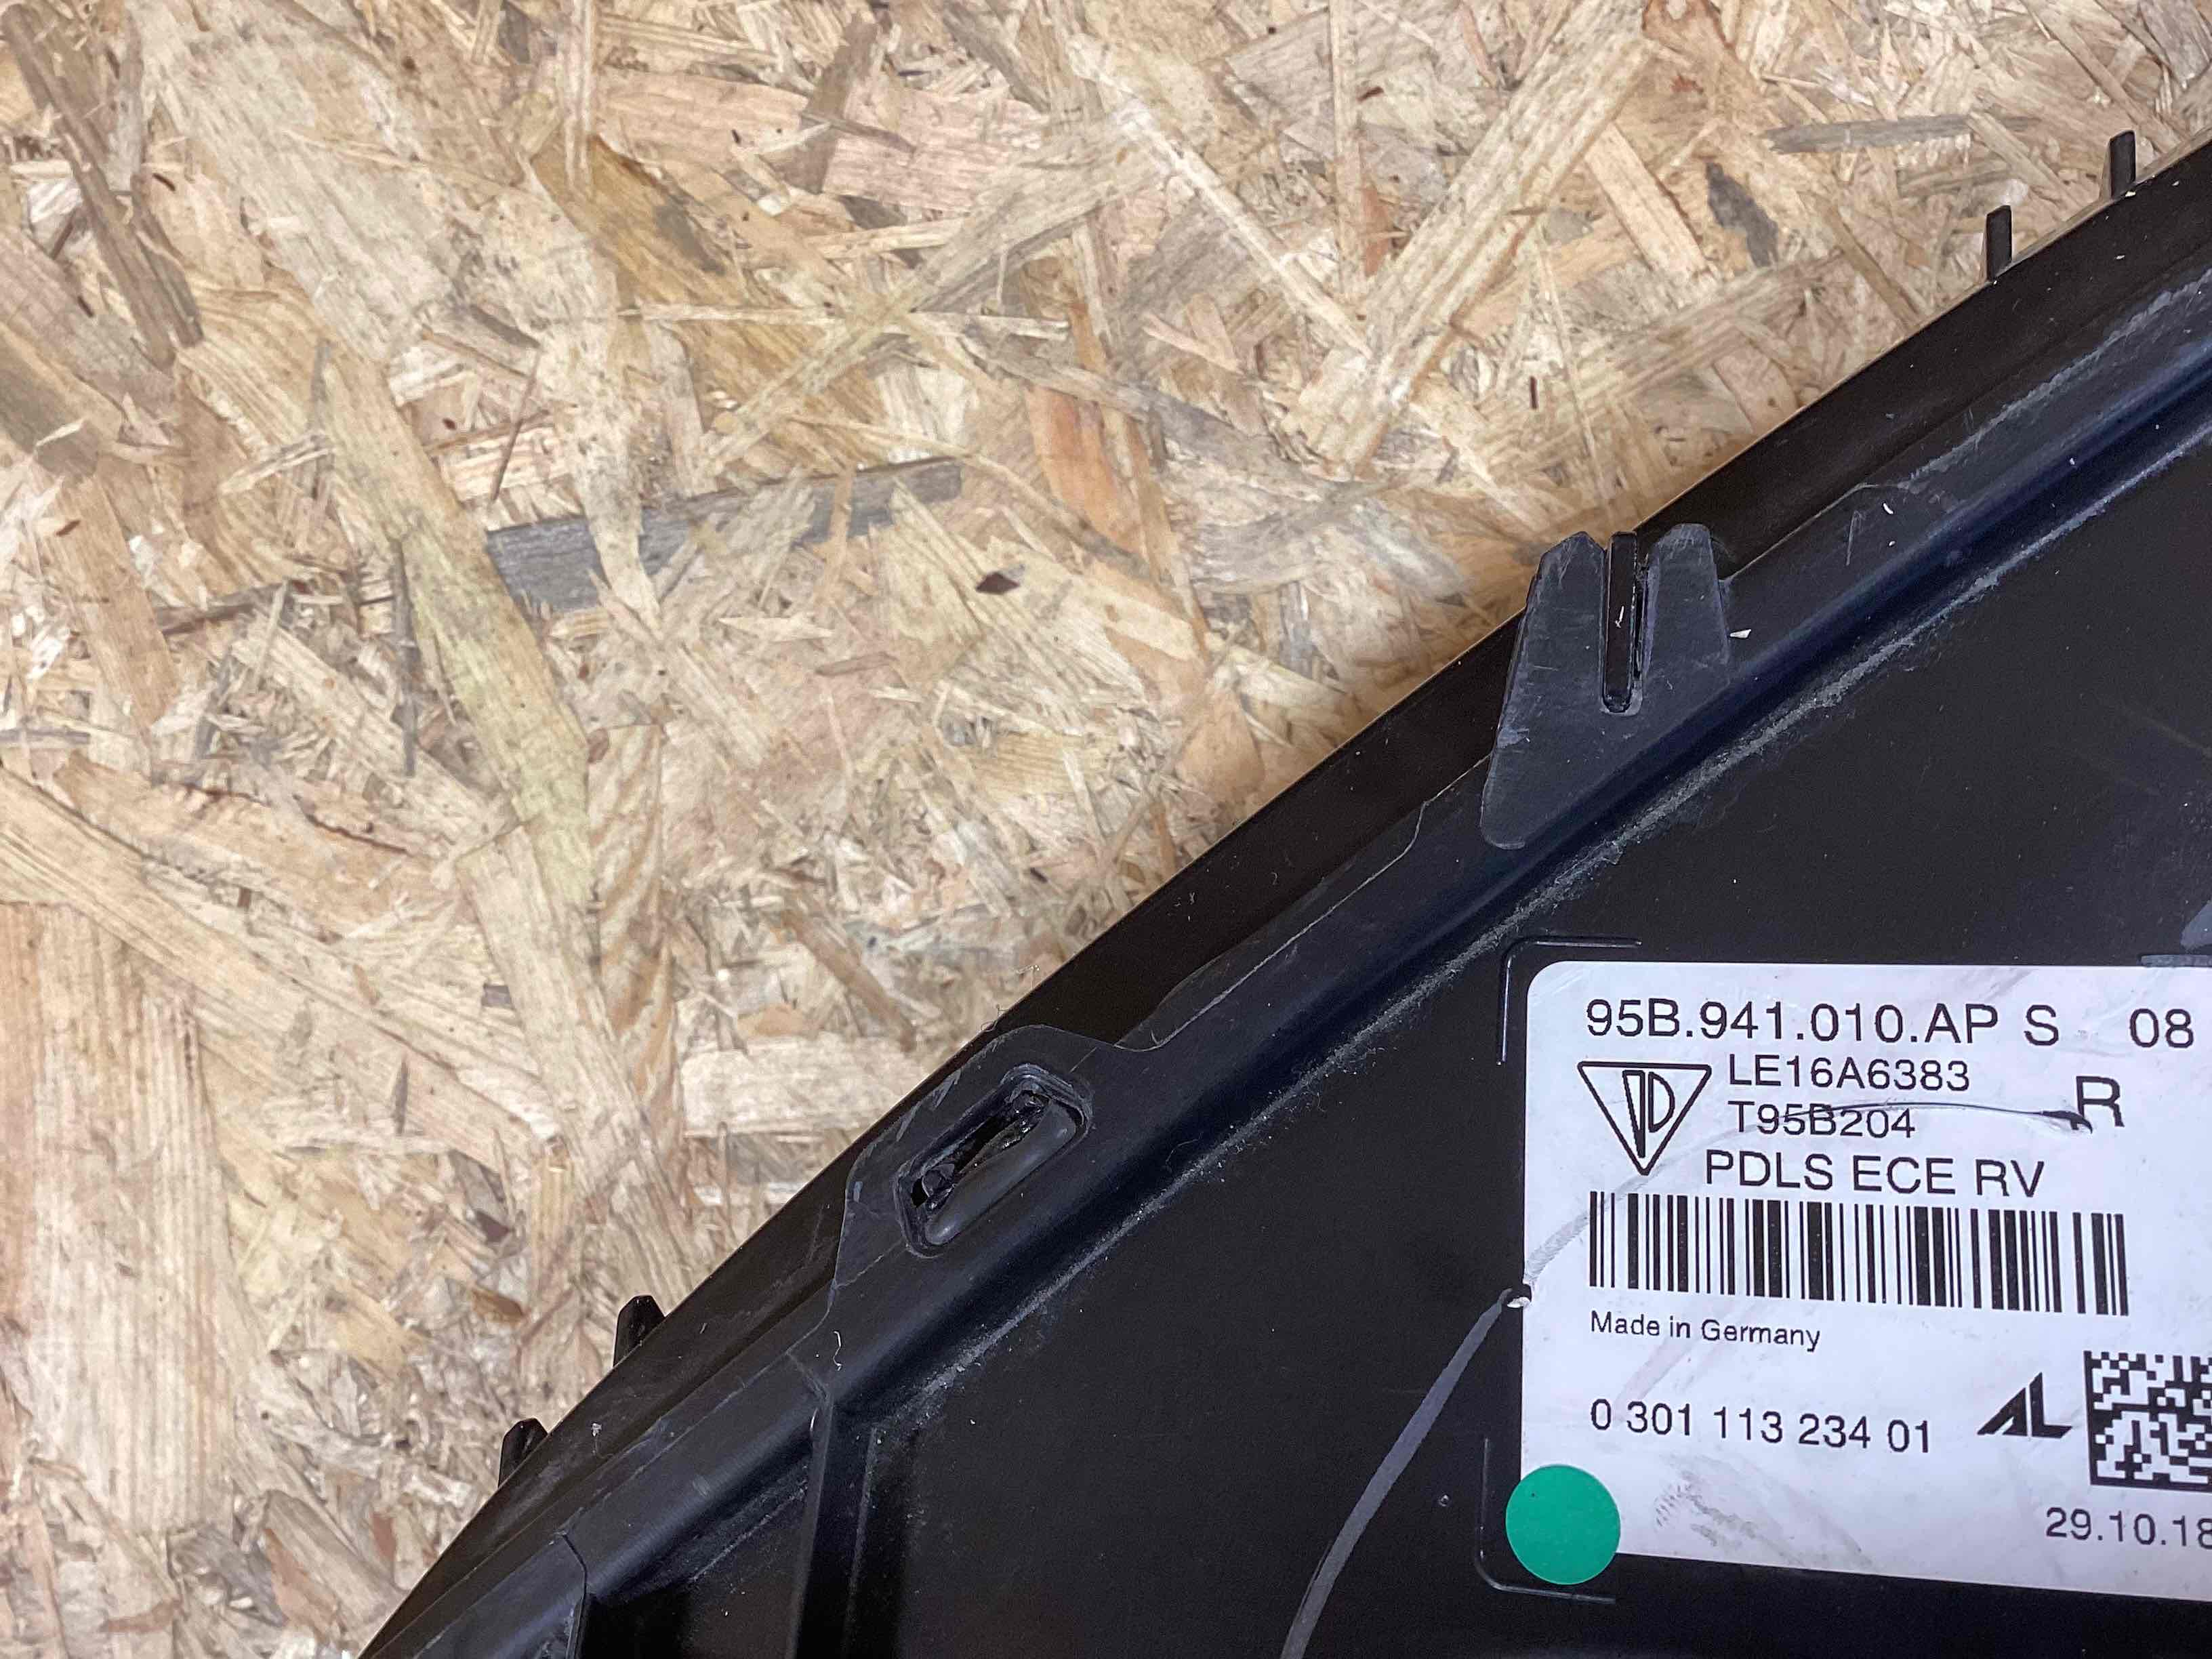 95B.941.010.AP S 08
LE16A6383
T95B204
R
PDLS ECE RV
Made in Germany
0 301 113 234 01
AL
29.10.18